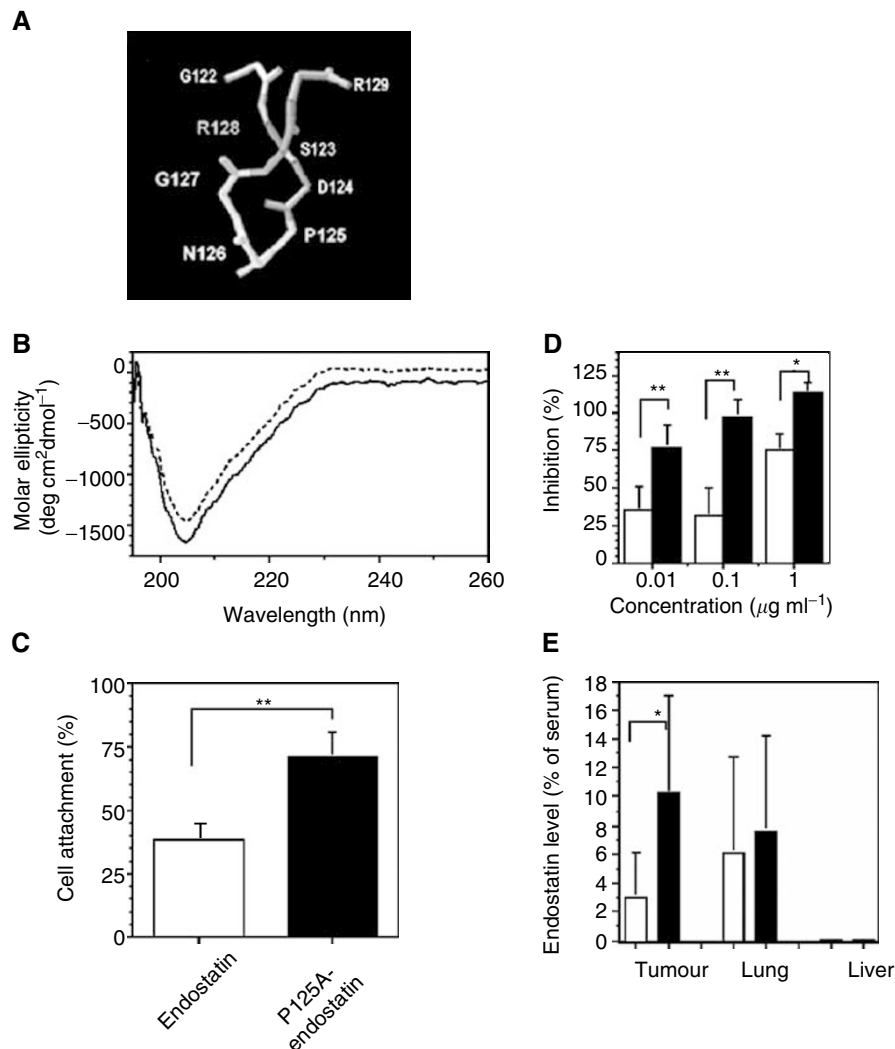 A
G122
R129
R128
S123
G127
D124
P125
N126
B
0
−500
−1000
−1500
Molar ellipticity
(deg cm²dmol⁻¹)
200
220
240
260
Wavelength (nm)
C
100
75
50
25
0
Cell attachment (%)
**
Endostatin
P125A-
endostatin
D
125
100
75
50
25
0
Inhibition (%)
**
**
*
0.01
0.1
1
Concentration (μg ml⁻¹)
E
18
16
14
12
10
8
6
4
2
0
Endostatin level (% of serum)
*
Tumour
Lung
Liver